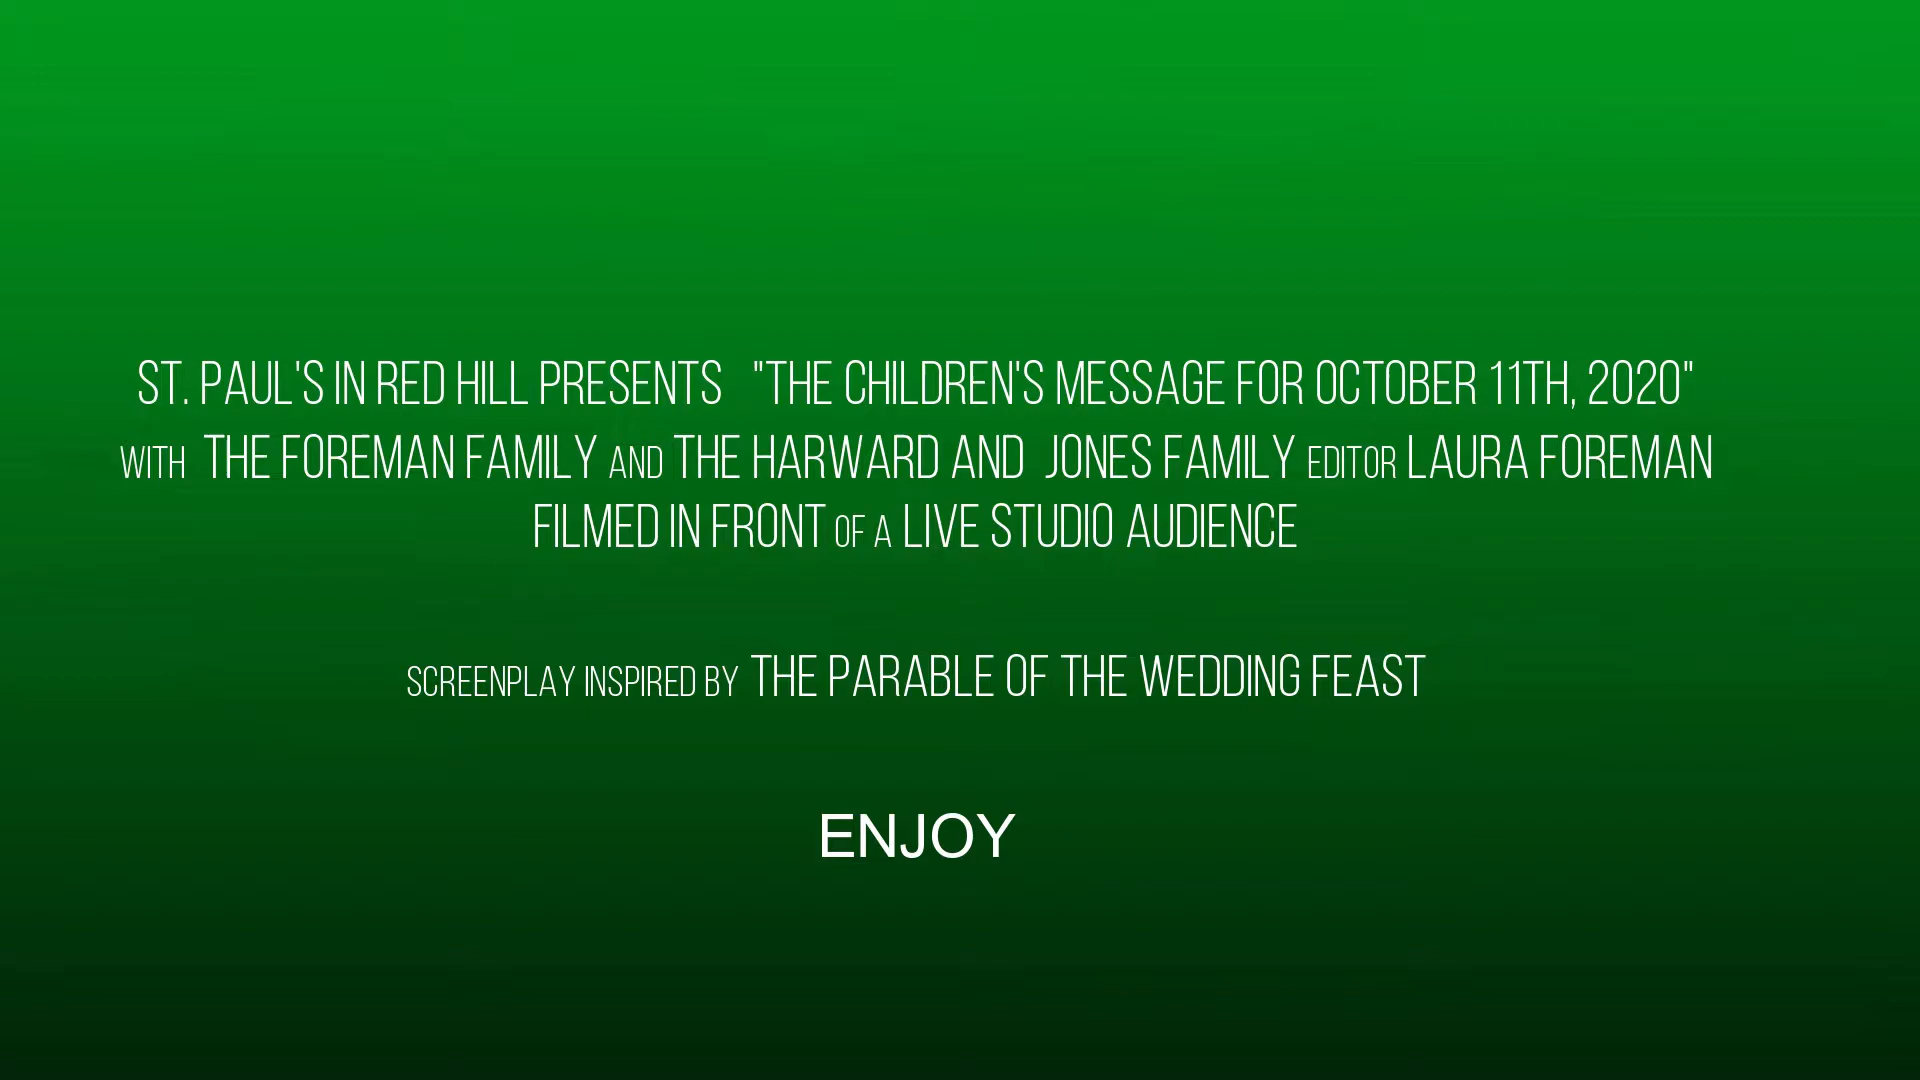 ST. PAUL'S IN RED HILL PRESENTS "THE CHILDREN'S MESSAGE FOR OCTOBER 11TH, 2020"
WITH THE FOREMAN FAMILY AND THE HARWARD AND JONES FAMILY EDITOR LAURA FOREMAN
FILMED IN FRONT OF A LIVE STUDIO AUDIENCE
SCREENPLAY INSPIRED BY THE PARABLE OF THE WEDDING FEAST
ENJOY